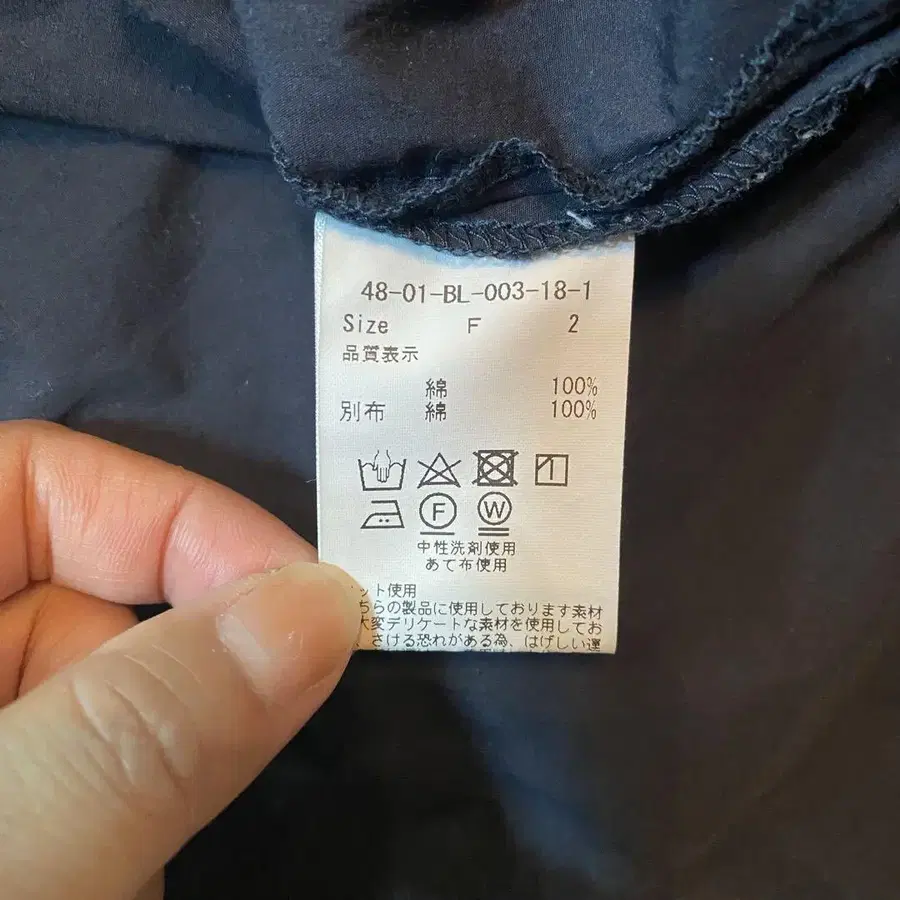 48-01-BL-003-18-1
Size F 2
品質表示
綿 100%
別布 綿 100%
1
F W
中性洗剤使用
あて布使用
ット使用
ちらの製品に使用しております素材
大変デリケートな素材を使用してお
、さける恐れがある為、はげしい運